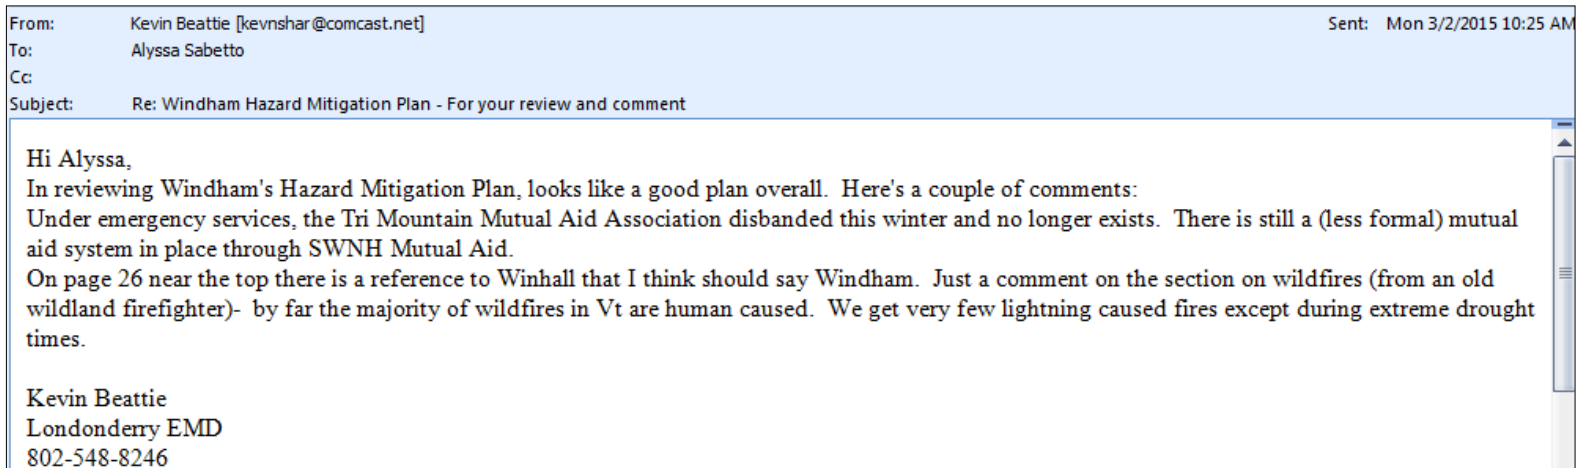 From: Kevin Beattie [kevnshar@comcast.net] Sent: Mon 3/2/2015 10:25 AM
To: Alyssa Sabetto
Cc:
Subject: Re: Windham Hazard Mitigation Plan - For your review and comment
Hi Alyssa,
In reviewing Windham's Hazard Mitigation Plan, looks like a good plan overall.  Here's a couple of comments:
Under emergency services, the Tri Mountain Mutual Aid Association disbanded this winter and no longer exists.  There is still a (less formal) mutual
aid system in place through SWNH Mutual Aid.
On page 26 near the top there is a reference to Winhall that I think should say Windham.  Just a comment on the section on wildfires (from an old
wildland firefighter)-  by far the majority of wildfires in Vt are human caused.  We get very few lightning caused fires except during extreme drought
times.
Kevin Beattie
Londonderry EMD
802-548-8246